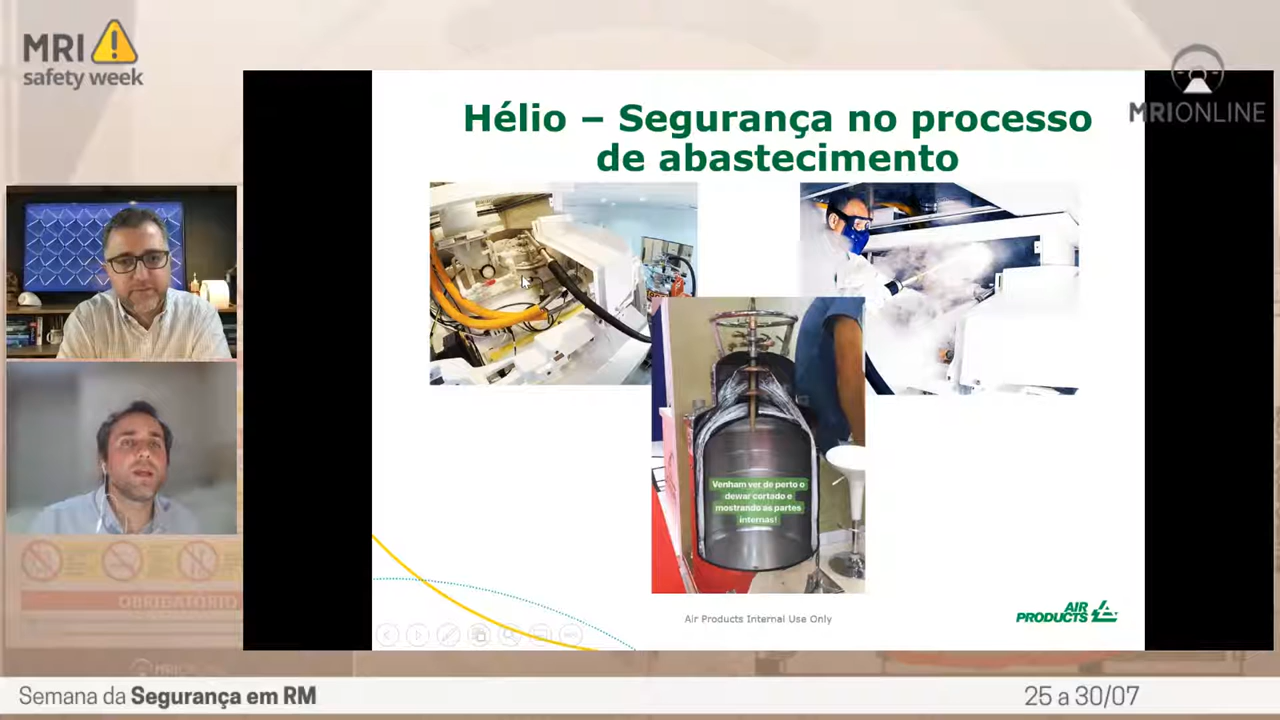 MRI
safety week
MRIONLINE
Hélio – Segurança no processo
de abastecimento
Venham ver de perto o
dewar cortado e
mostrando as partes
internas!
Air Products Internal Use Only
AIR
PRODUCTS
OBRIGATÓRIO
Semana da Segurança em RM
25 a 30/07